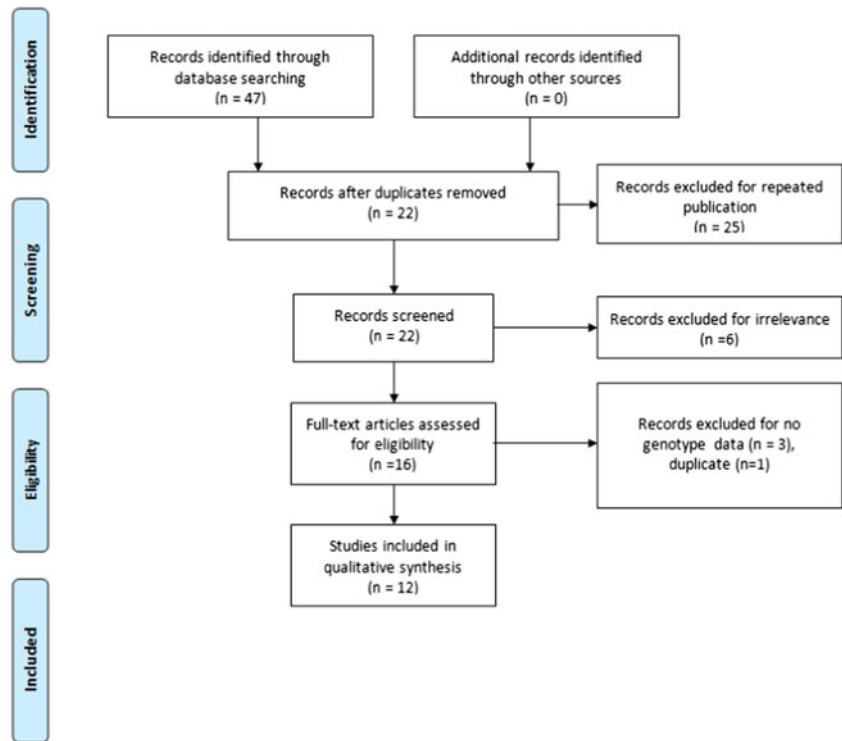 Identification
Records identified through
database searching
(n = 47)
Additional records identified
through other sources
(n = 0)
Records after duplicates removed
(n = 22)
Records excluded for repeated
publication
(n = 25)
Screening
Records screened
(n = 22)
Records excluded for irrelevance
(n =6)
Eligibility
Full-text articles assessed
for eligibility
(n =16)
Records excluded for no
genotype data (n = 3),
duplicate (n=1)
Studies included in
qualitative synthesis
(n = 12)
Included